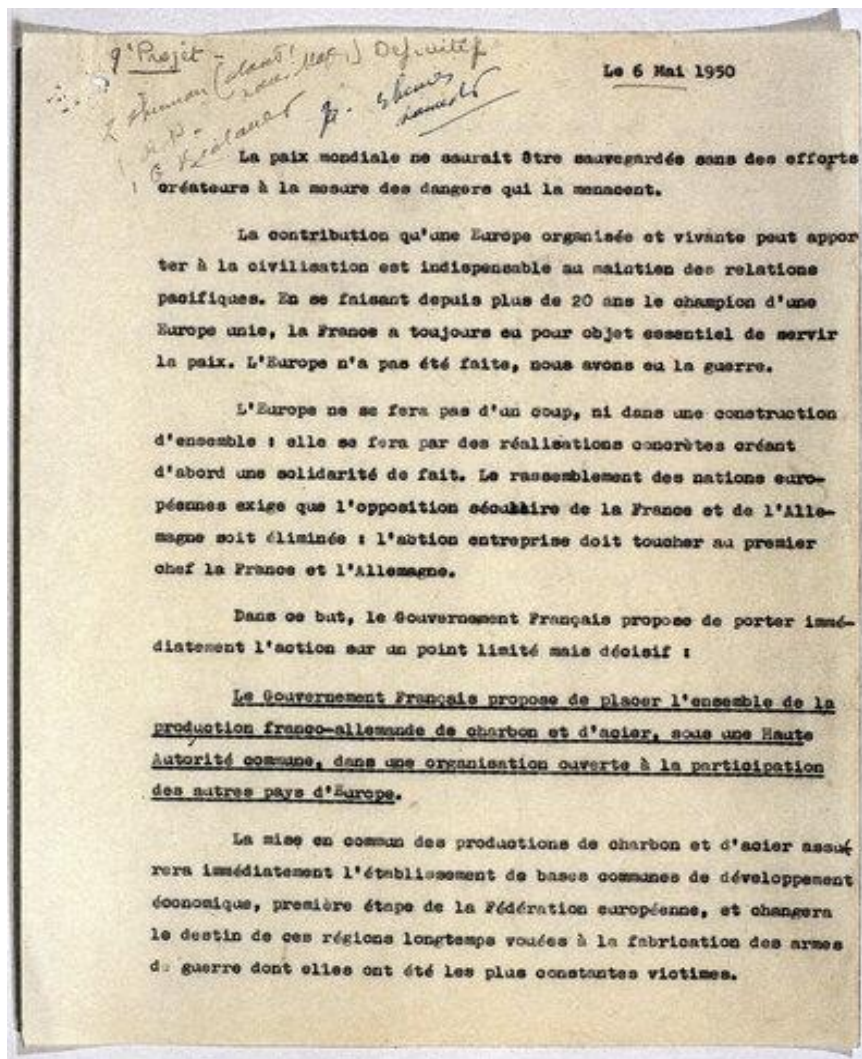 9e Projet - Définitif
Le 6 Mai 1950
La paix mondiale ne saurait être sauvegardée sans des efforts
créateurs à la mesure des dangers qui la menacent.
La contribution qu'une Europe organisée et vivante peut appor
ter à la civilisation est indispensable au maintien des relations
pacifiques. En se faisant depuis plus de 20 ans le champion d'une
Europe unie, la France a toujours eu pour objet essentiel de servir
la paix. L'Europe n'a pas été faite, nous avons eu la guerre.
L'Europe ne se fera pas d'un coup, ni dans une construction
d'ensemble : elle se fera par des réalisations concrètes créant
d'abord une solidarité de fait. Le rassemblement des nations euro-
péennes exige que l'opposition séculaire de la France et de l'Alle-
magne soit éliminée : l'abtion entreprise doit toucher au premier
chef la France et l'Allemagne.
Dans ce but, le Gouvernement Français propose de porter immé-
diatement l'action sur un point limité mais décisif :
Le Gouvernement Français propose de placer l'ensemble de la
production franco-allemande de charbon et d'acier, sous une Haute
Autorité commune, dans une organisation ouverte à la participation
des autres pays d'Europe.
La mise en commun des productions de charbon et d'acier assu
rera immédiatement l'établissement de bases communes de développement
économique, première étape de la Fédération européenne, et changera
le destin de ces régions longtemps vouées à la fabrication des armes
de guerre dont elles ont été les plus constantes victimes.